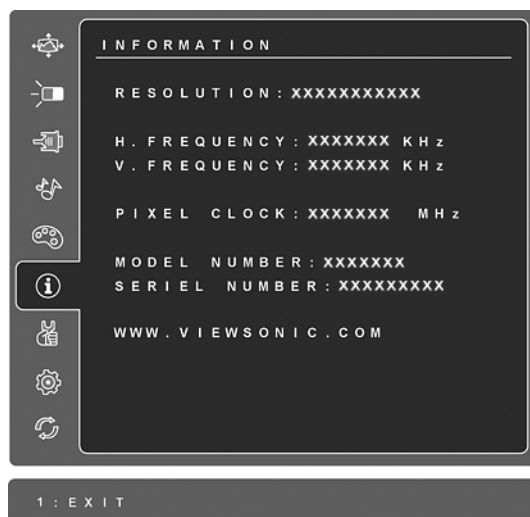 INFORMATION
RESOLUTION: XXXXXXXXXXX
H. FREQUENCY: XXXXXXX KHz
V. FREQUENCY: XXXXXXX KHz
PIXEL CLOCK: XXXXXXX MHz
MODEL NUMBER: XXXXXXX
SERIEL NUMBER: XXXXXXXXX
WWW.VIEWSONIC.COM
1:EXIT